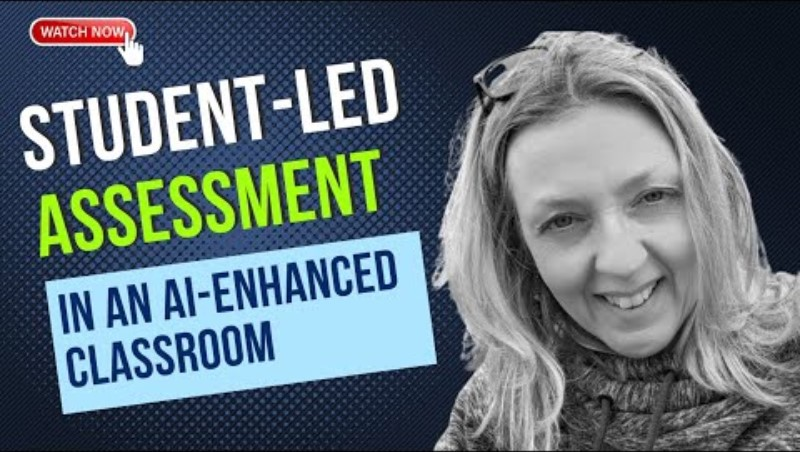 WATCH NOW
STUDENT-LED
ASSESSMENT
IN AN AI-ENHANCED
CLASSROOM